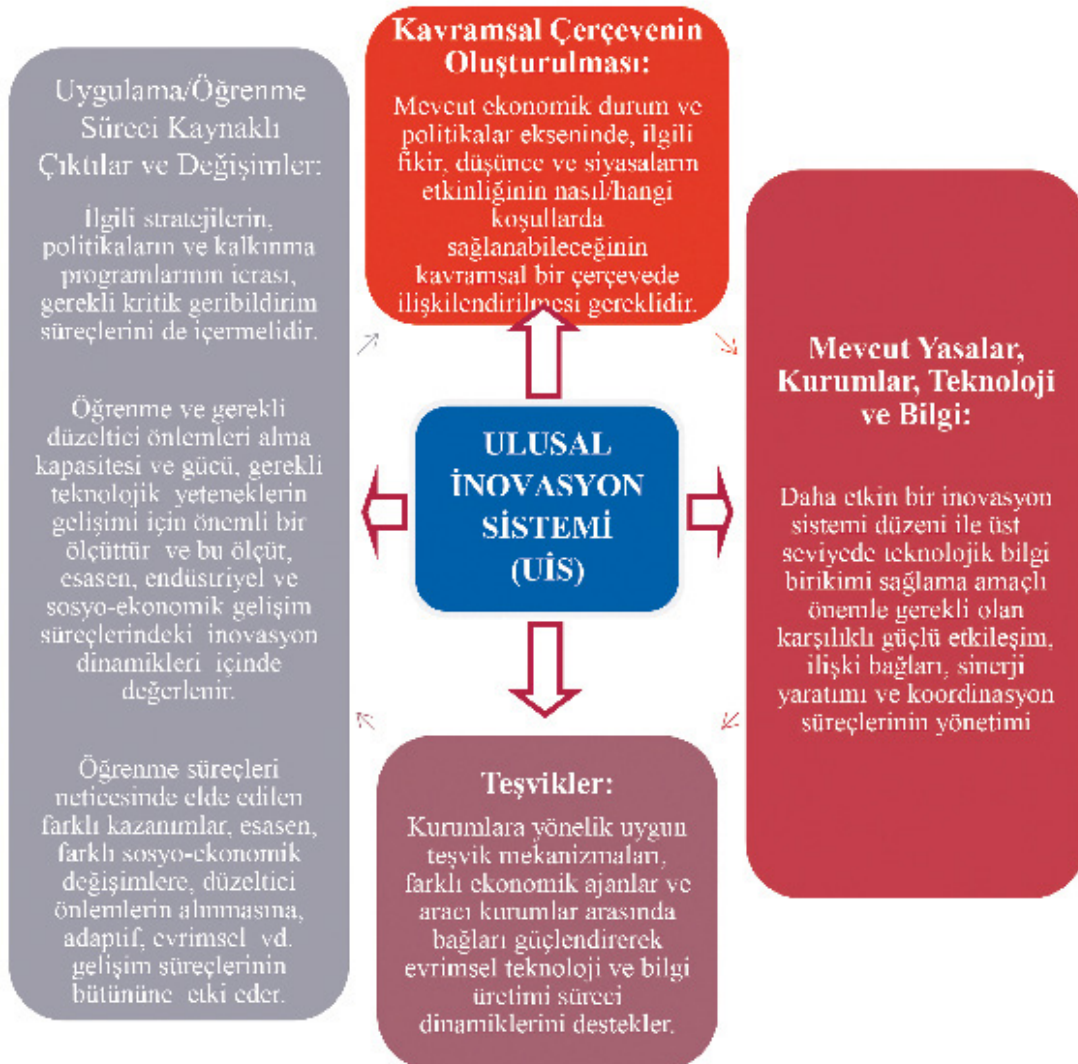 Kavramsal Çerçevenin
Oluşturulması:
Mevcut ekonomik durum ve
politikalar ekseninde, ilgili
fikir, düşünce ve siyasaların
etkinliğinin nasıl/hangi
koşullarda
sağlanabileceğinin
kavramsal bir çerçevede
ilişkilendirilmesi gereklidir.
Mevcut Yasalar,
Kurumlar, Teknoloji
ve Bilgi:
Daha etkin bir inovasyon
sistemi düzeni ile üst
seviyede teknolojik bilgi
birikimi sağlama amaçlı
önemle gerekli olan
karşılıklı güçlü etkileşim,
ilişki bağları, sinerji
yaratımı ve koordinasyon
süreçlerinin yönetimi
Teşvikler:
Kurumlara yönelik uygun
teşvik mekanizmaları,
farklı ekonomik ajanlar ve
aracı kurumlar arasında
bağları güçlendirerek
evrimsel teknoloji ve bilgi
üretimi süreci
dinamiklerini destekler.
Uygulama/Öğrenme
Süreci Kaynaklı
Çıktılar ve Değişimler:
İlgili stratejilerin,
politikaların ve kalkınma
programlarının icrası,
gerekli kritik geribildirim
süreçlerini de içermelidir.
Öğrenme ve gerekli
düzeltici önlemleri alma
kapasitesi ve gücü, gerekli
teknolojik yeteneklerin
gelişimi için önemli bir
ölçüttür ve bu ölçüt,
esasen, endüstriyel ve
sosyo-ekonomik gelişim
süreçlerindeki inovasyon
dinamikleri içinde
değerlenir.
Öğrenme süreçleri
neticesinde elde edilen
farklı kazanımlar, esasen,
farklı sosyo-ekonomik
değişimlere, düzeltici
önlemlerin alınmasına,
adaptif, evrimsel vd.
gelişim süreçlerinin
bütününe etki eder.
ULUSAL
İNOVASYON
SİSTEMİ
(UİS)